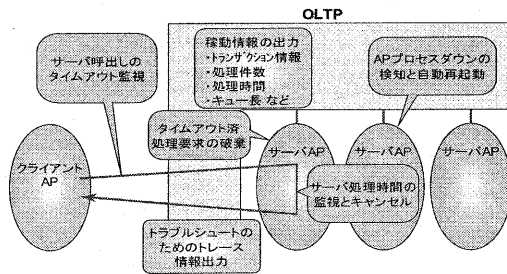 OLTP
サーバ呼出しの
タイムアウト監視
稼動情報の出力
・トランザクション情報
・処理件数
・処理時間
・キュー長 など
APプロセスダウンの
検知と自動再起動
タイムアウト済
処理要求の破棄
クライアント
AP
サーバAP
サーバAP
サーバAP
サーバ処理時間の
監視とキャンセル
トラブルシュートの
ためのトレース
情報出力